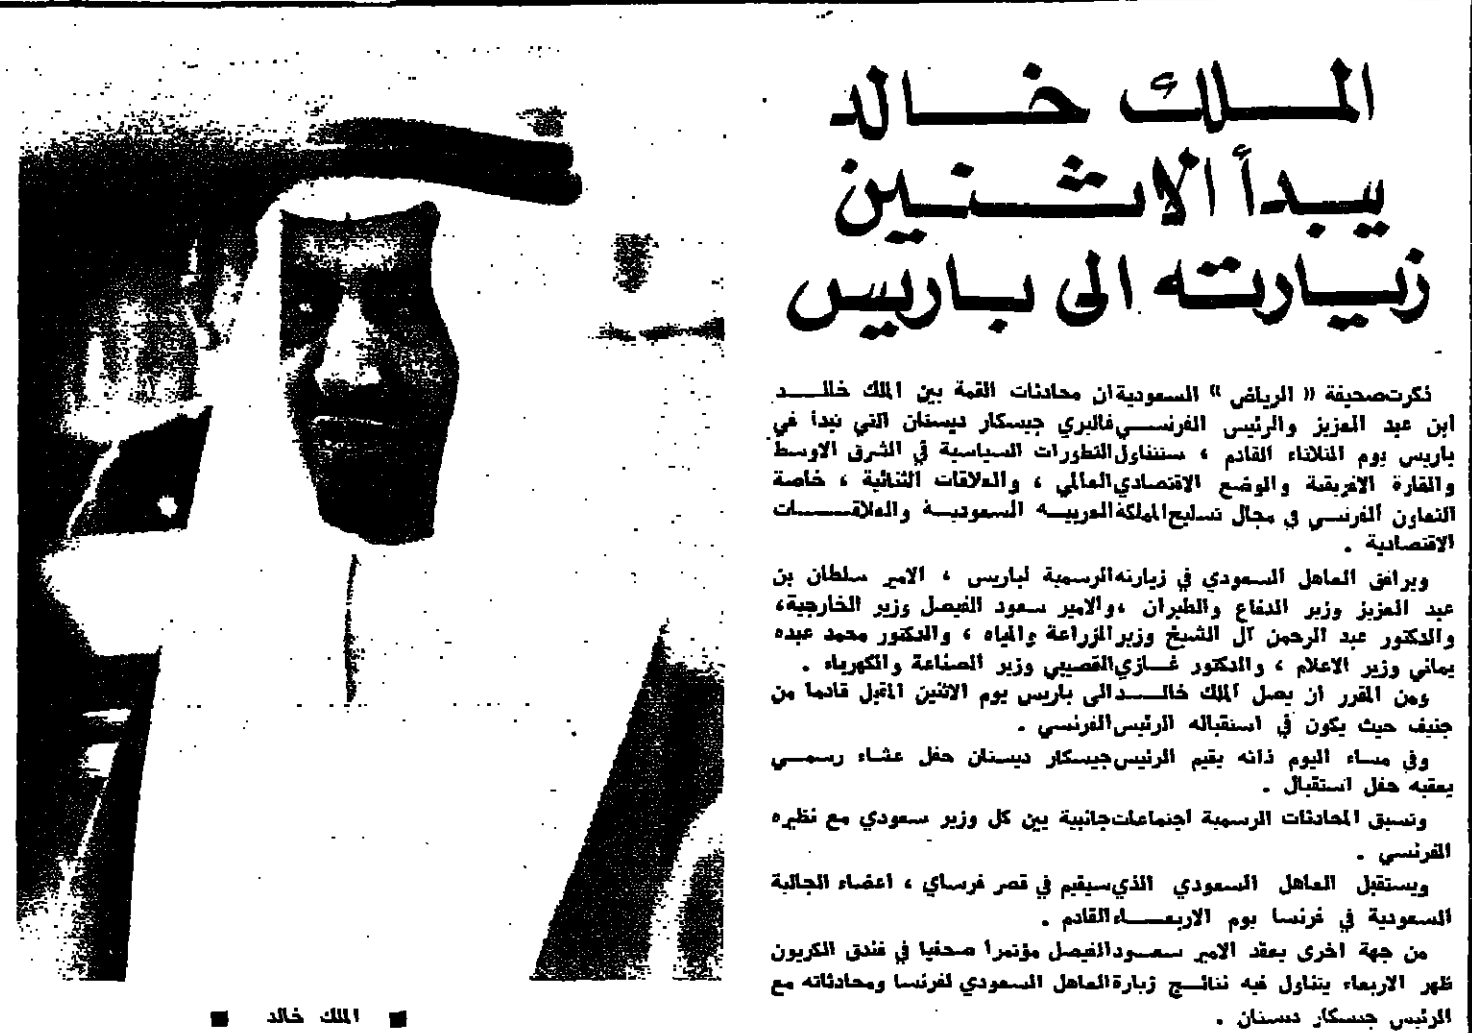 الملك خالد
يبدأ الاثنين
زيارته الى باريس
ذكرت صحيفة « الرياض » السعودية ان محادثات القمة بين الملك خالد
ابن عبد العزيز والرئيس الفرنسي فاليري جيسكار ديستان التي تبدأ في
باريس يوم الثلاثاء القادم ، ستتناول التطورات السياسية في الشرق الاوسط
والقارة الافريقية والوضع الاقتصادي العالمي ، والعلاقات الثنائية ، خاصة
التعاون الفرنسي في مجال تسليح المملكة العربيه السعودية والعلاقات
الاقتصادية .
ويرافق العاهل السعودي في زيارته الرسمية لباريس ، الامير سلطان بن
عبد العزيز وزير الدفاع والطيران ،والامير سعود الفيصل وزير الخارجية،
والدكتور عبد الرحمن آل الشيخ وزير الزراعة والمياه ، والدكتور محمد عبده
يماني وزير الاعلام ، والدكتور غازي القصيبي وزير الصناعة والكهرباء .
ومن المقرر ان يصل الملك خالد الى باريس يوم الاثنين المقبل قادما من
جنيف حيث يكون في استقباله الرئيس الفرنسي .
وفي مساء اليوم ذاته يقيم الرئيس جيسكار ديستان حفل عشاء رسمي
يعقبه حفل استقبال .
وتسبق المحادثات الرسمية اجتماعات جانبية بين كل وزير سعودي مع نظيره
الفرنسي .
ويستقبل العاهل السعودي الذي سيقيم في قصر فرساي ، اعضاء الجالية
السعودية في فرنسا يوم الاربعاء القادم .
من جهة اخرى يعقد الامير سعود الفيصل مؤتمرا صحفيا في فندق الكريون
ظهر الاربعاء يتناول فيه نتائج زيارة العاهل السعودي لفرنسا ومحادثاته مع
الرئيس جيسكار ديستان .
الملك خالد